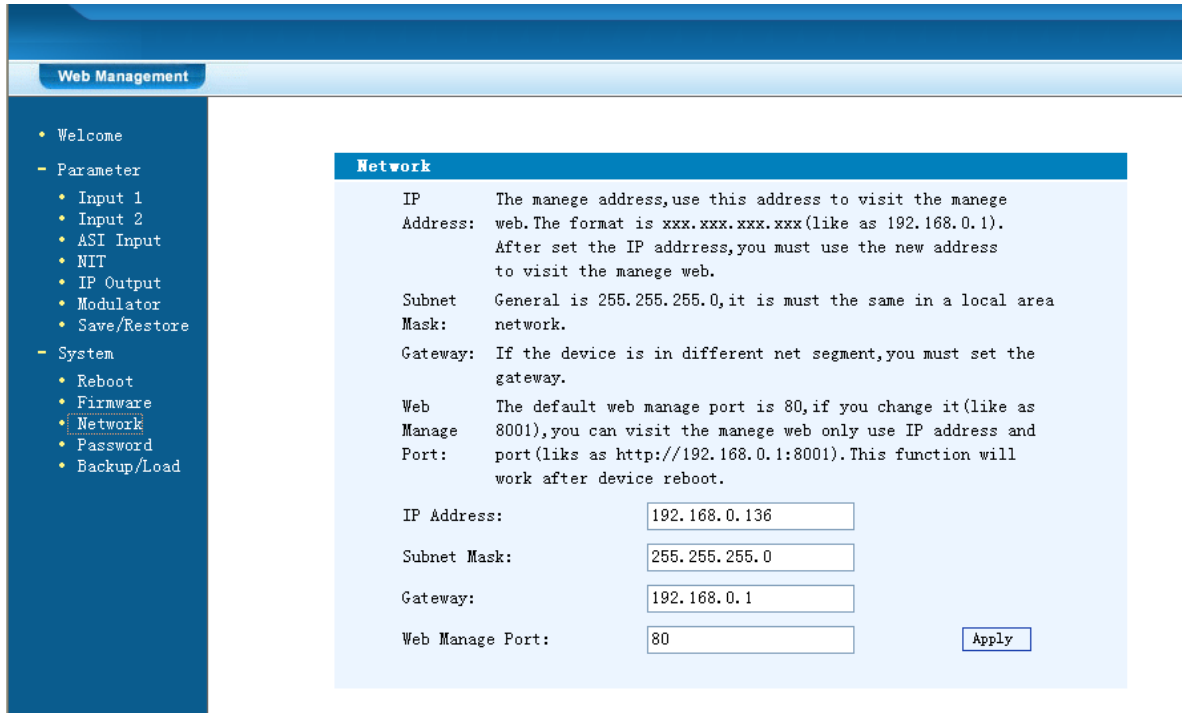 Web Management
Welcome
Parameter
Input 1
Input 2
ASI Input
NIT
IP Output
Modulator
Save/Restore
System
Reboot
Firmware
Network
Password
Backup/Load
Network
IP Address: The manege address,use this address to visit the manege
web.The format is xxx.xxx.xxx.xxx(like as 192.168.0.1).
After set the IP addrress,you must use the new address
to visit the manege web.
Subnet Mask: General is 255.255.255.0,it is must the same in a local area
network.
Gateway: If the device is in different net segment,you must set the
gateway.
Web Manage Port: The default web manage port is 80,if you change it(like as
8001),you can visit the manege web only use IP address and
port(liks as http://192.168.0.1:8001).This function will
work after device reboot.
IP Address: 192.168.0.136
Subnet Mask: 255.255.255.0
Gateway: 192.168.0.1
Web Manage Port: 80 Apply